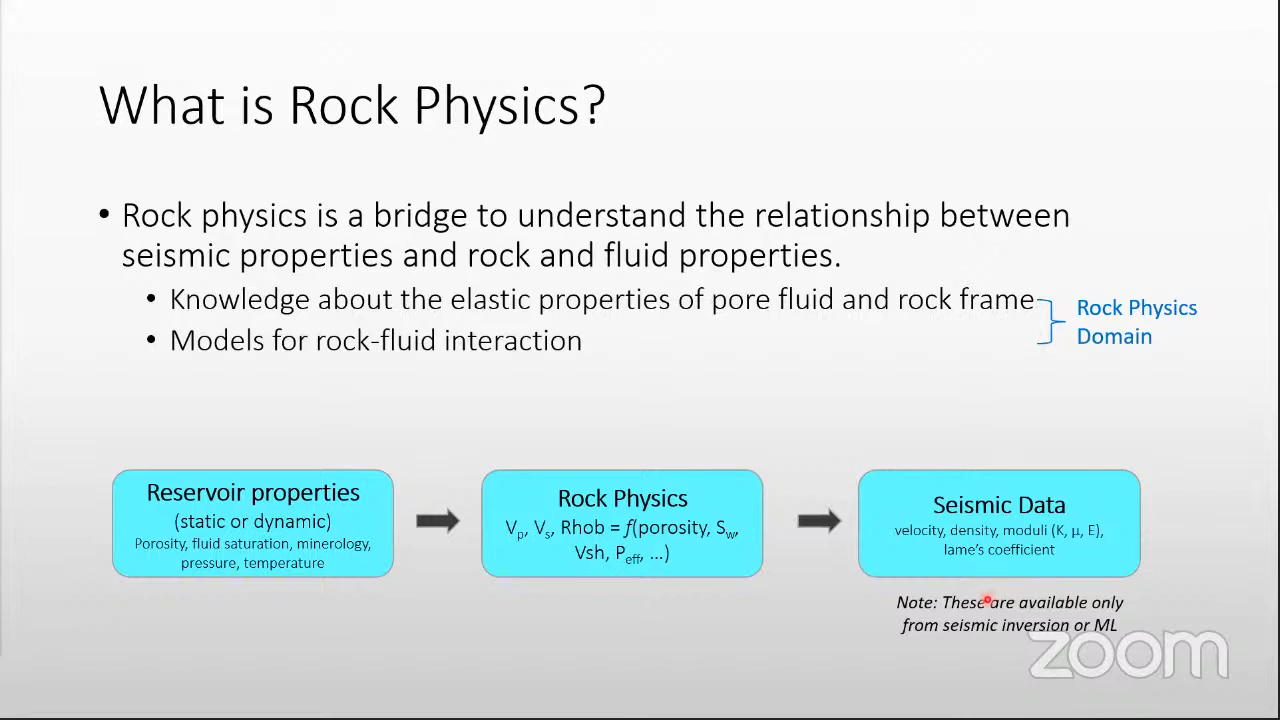 What is Rock Physics?
• Rock physics is a bridge to understand the relationship between
seismic properties and rock and fluid properties.
• Knowledge about the elastic properties of pore fluid and rock frame
• Models for rock-fluid interaction
Rock Physics
Domain
Reservoir properties
(static or dynamic)
Porosity, fluid saturation, minerology,
pressure, temperature
Rock Physics
Vp, Vs, Rhob = f(porosity, Sw,
Vsh, Peff, ...)
Seismic Data
velocity, density, moduli (K, μ, E),
lame's coefficient
Note: These are available only
from seismic inversion or ML
zoom